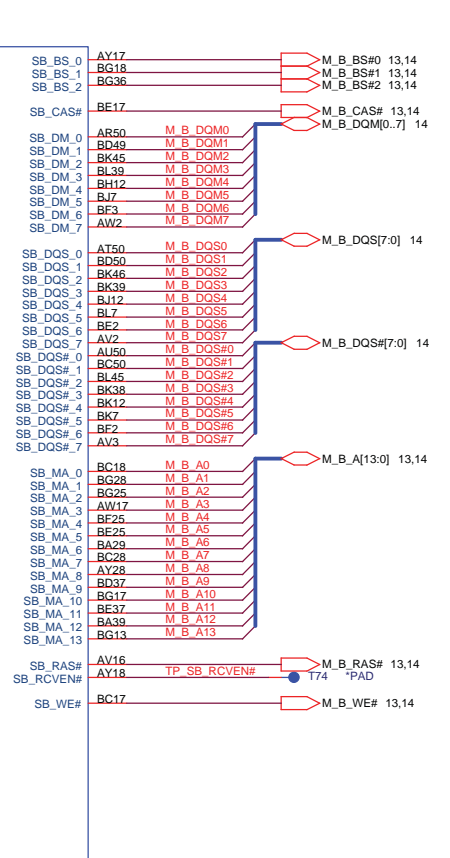 SB_BS_0 AY17 M_B_BS#0 13,14
SB_BS_1 BG18 M_B_BS#1 13,14
SB_BS_2 BG36 M_B_BS#2 13,14
SB_CAS# BE17 M_B_CAS# 13,14
M_B_DQM[0..7] 14
SB_DM_0 AR50 M_B_DQM0
SB_DM_1 BD49 M_B_DQM1
SB_DM_2 BK45 M_B_DQM2
SB_DM_3 BL39 M_B_DQM3
SB_DM_4 BH12 M_B_DQM4
SB_DM_5 BJ7 M_B_DQM5
SB_DM_6 BF3 M_B_DQM6
SB_DM_7 AW2 M_B_DQM7
M_B_DQS[7:0] 14
SB_DQS_0 AT50 M_B_DQS0
SB_DQS_1 BD50 M_B_DQS1
SB_DQS_2 BK46 M_B_DQS2
SB_DQS_3 BK39 M_B_DQS3
SB_DQS_4 BJ12 M_B_DQS4
SB_DQS_5 BL7 M_B_DQS5
SB_DQS_6 BE2 M_B_DQS6
SB_DQS_7 AV2 M_B_DQS7
M_B_DQS#[7:0] 14
SB_DQS#_0 AU50 M_B_DQS#0
SB_DQS#_1 BC50 M_B_DQS#1
SB_DQS#_2 BL45 M_B_DQS#2
SB_DQS#_3 BK38 M_B_DQS#3
SB_DQS#_4 BK12 M_B_DQS#4
SB_DQS#_5 BK7 M_B_DQS#5
SB_DQS#_6 BF2 M_B_DQS#6
SB_DQS#_7 AV3 M_B_DQS#7
M_B_A[13:0] 13,14
SB_MA_0 BC18 M_B_A0
SB_MA_1 BG28 M_B_A1
SB_MA_2 BG25 M_B_A2
SB_MA_3 AW17 M_B_A3
SB_MA_4 BF25 M_B_A4
SB_MA_5 BE25 M_B_A5
SB_MA_6 BA29 M_B_A6
SB_MA_7 BC28 M_B_A7
SB_MA_8 AY28 M_B_A8
SB_MA_9 BD37 M_B_A9
SB_MA_10 BG17 M_B_A10
SB_MA_11 BE37 M_B_A11
SB_MA_12 BA39 M_B_A12
SB_MA_13 BG13 M_B_A13
SB_RAS# AV16 M_B_RAS# 13,14
SB_RCVEN# AY18 TP_SB_RCVEN# T74 *PAD
SB_WE# BC17 M_B_WE# 13,14